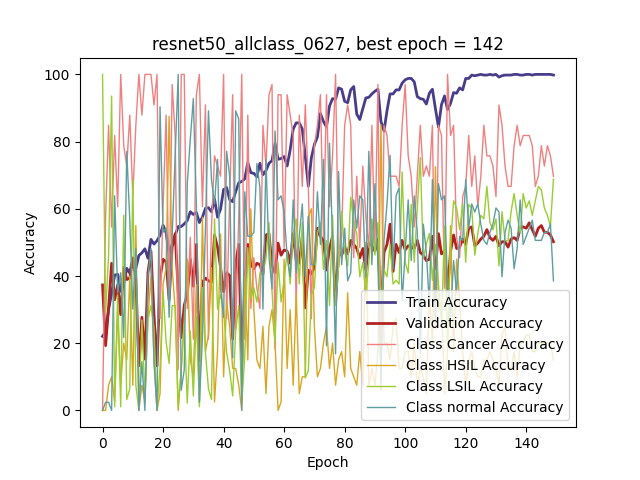 resnet50_allclass_0627, best epoch = 142
100
80
60
40
20
0
Accuracy
Train Accuracy
Validation Accuracy
Class Cancer Accuracy
Class HSIL Accuracy
Class LSIL Accuracy
Class normal Accuracy
0 20 40 60 80 100 120 140
Epoch